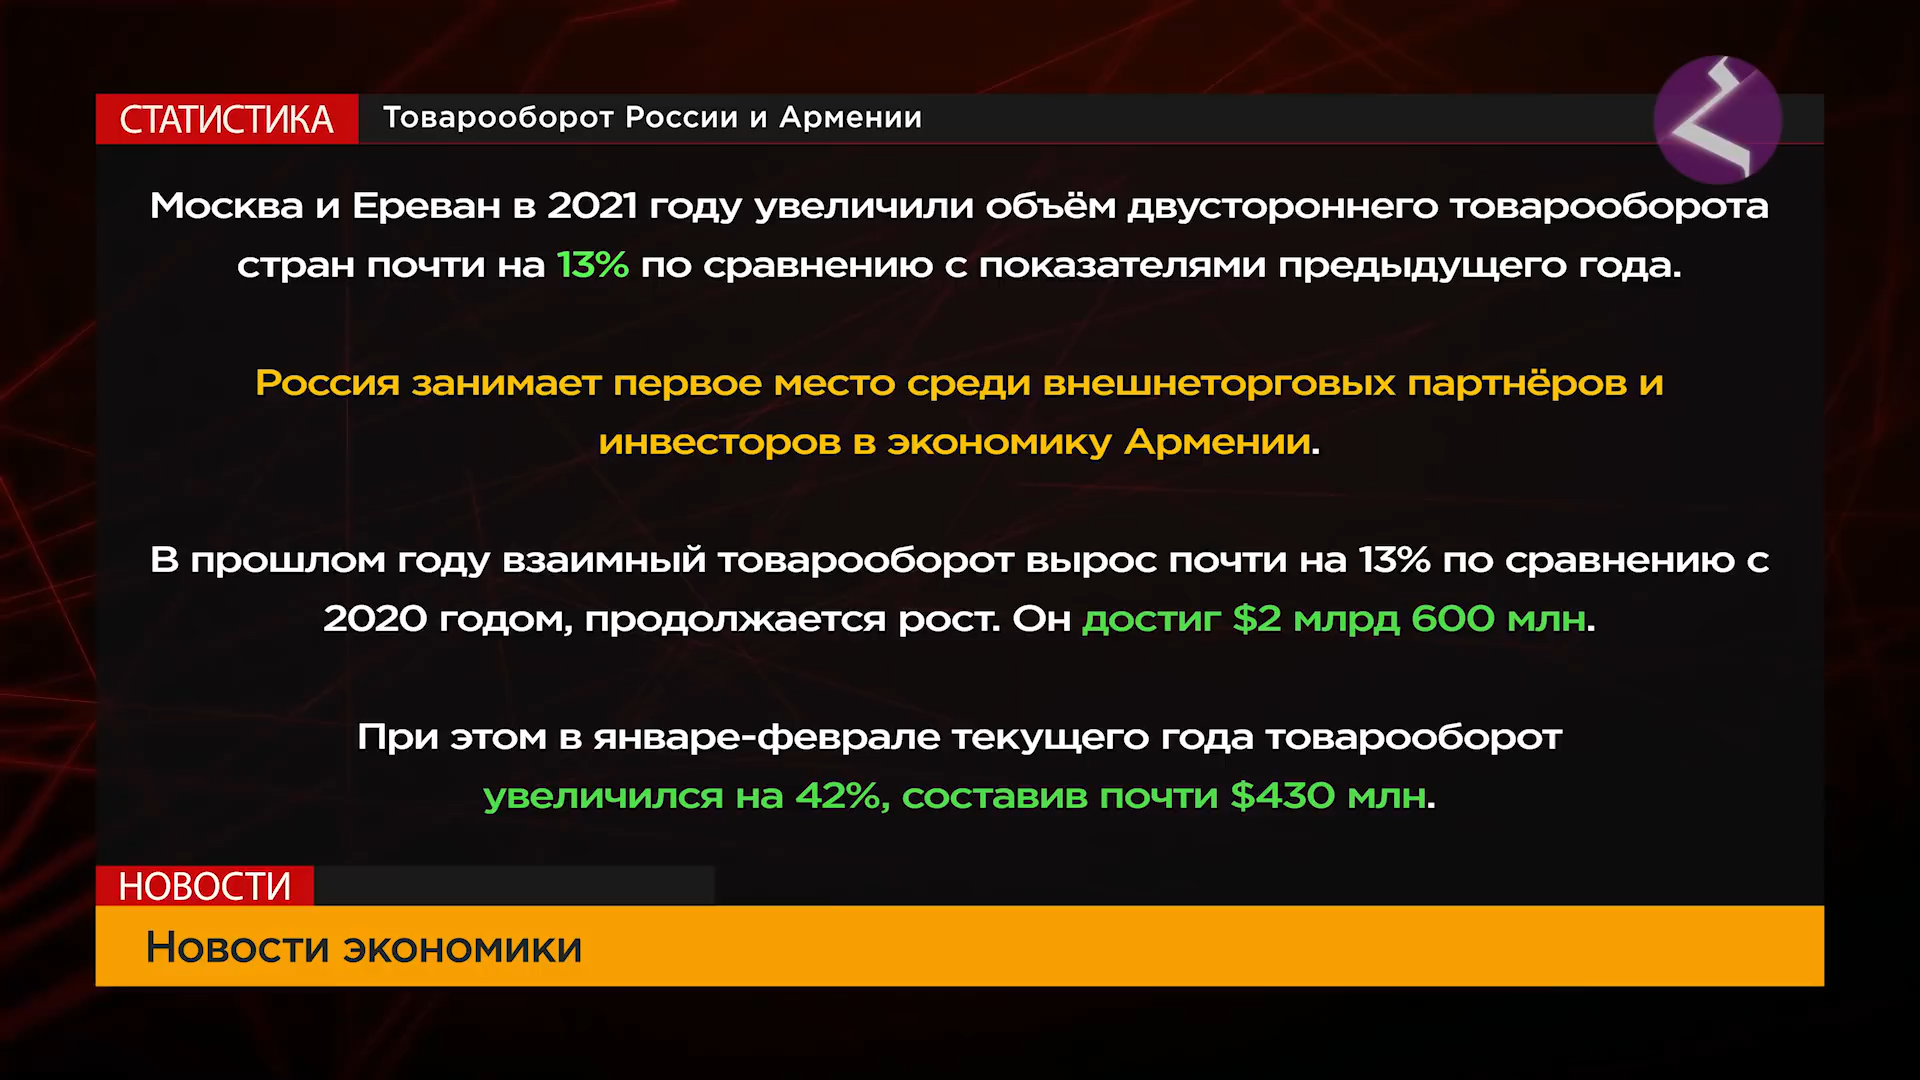 СТАТИСТИКА
Товарооборот России и Армении
Москва и Ереван в 2021 году увеличили объём двустороннего товарооборота
стран почти на 13% по сравнению с показателями предыдущего года.
Россия занимает первое место среди внешнеторговых партнёров и
инвесторов в экономику Армении.
В прошлом году взаимный товарооборот вырос почти на 13% по сравнению с
2020 годом, продолжается рост. Он достиг $2 млрд 600 млн.
При этом в январе-феврале текущего года товарооборот
увеличился на 42%, составив почти $430 млн.
НОВОСТИ
Новости экономики